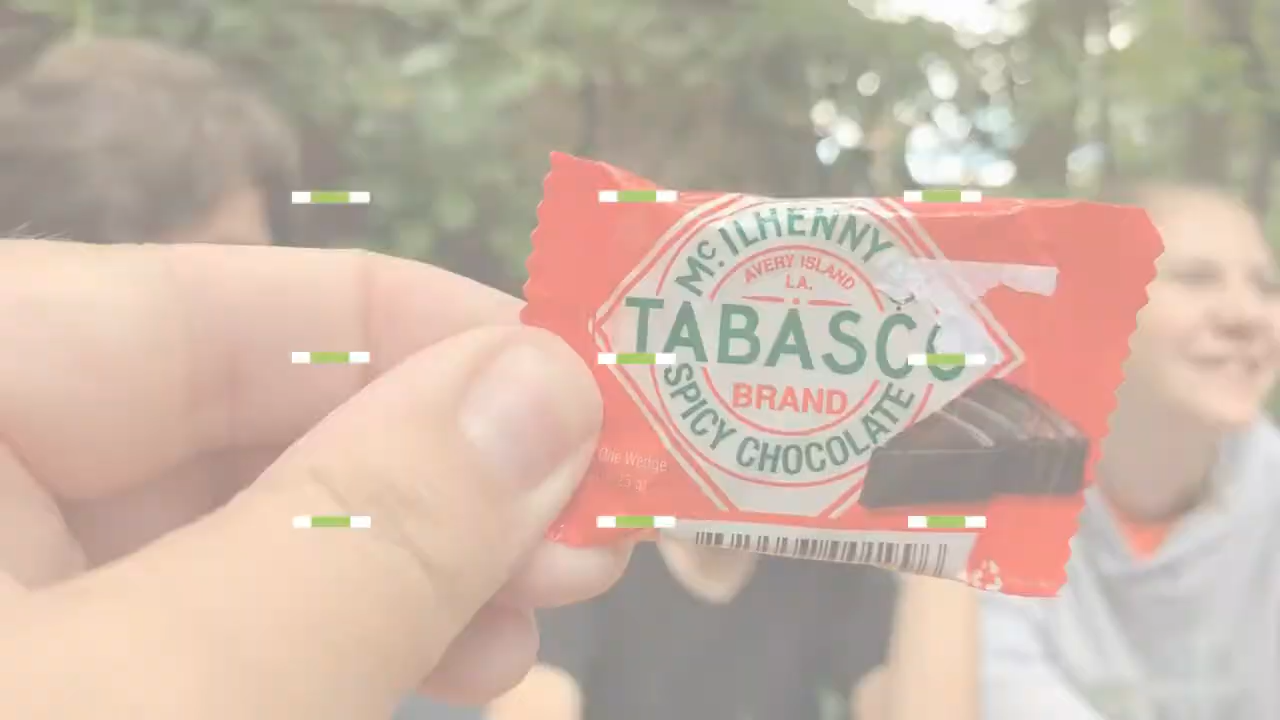 Mc. ILHENNY
AVERY ISLAND
LA.
TABASCO
BRAND
SPICY CHOCOLATE
One Wedge